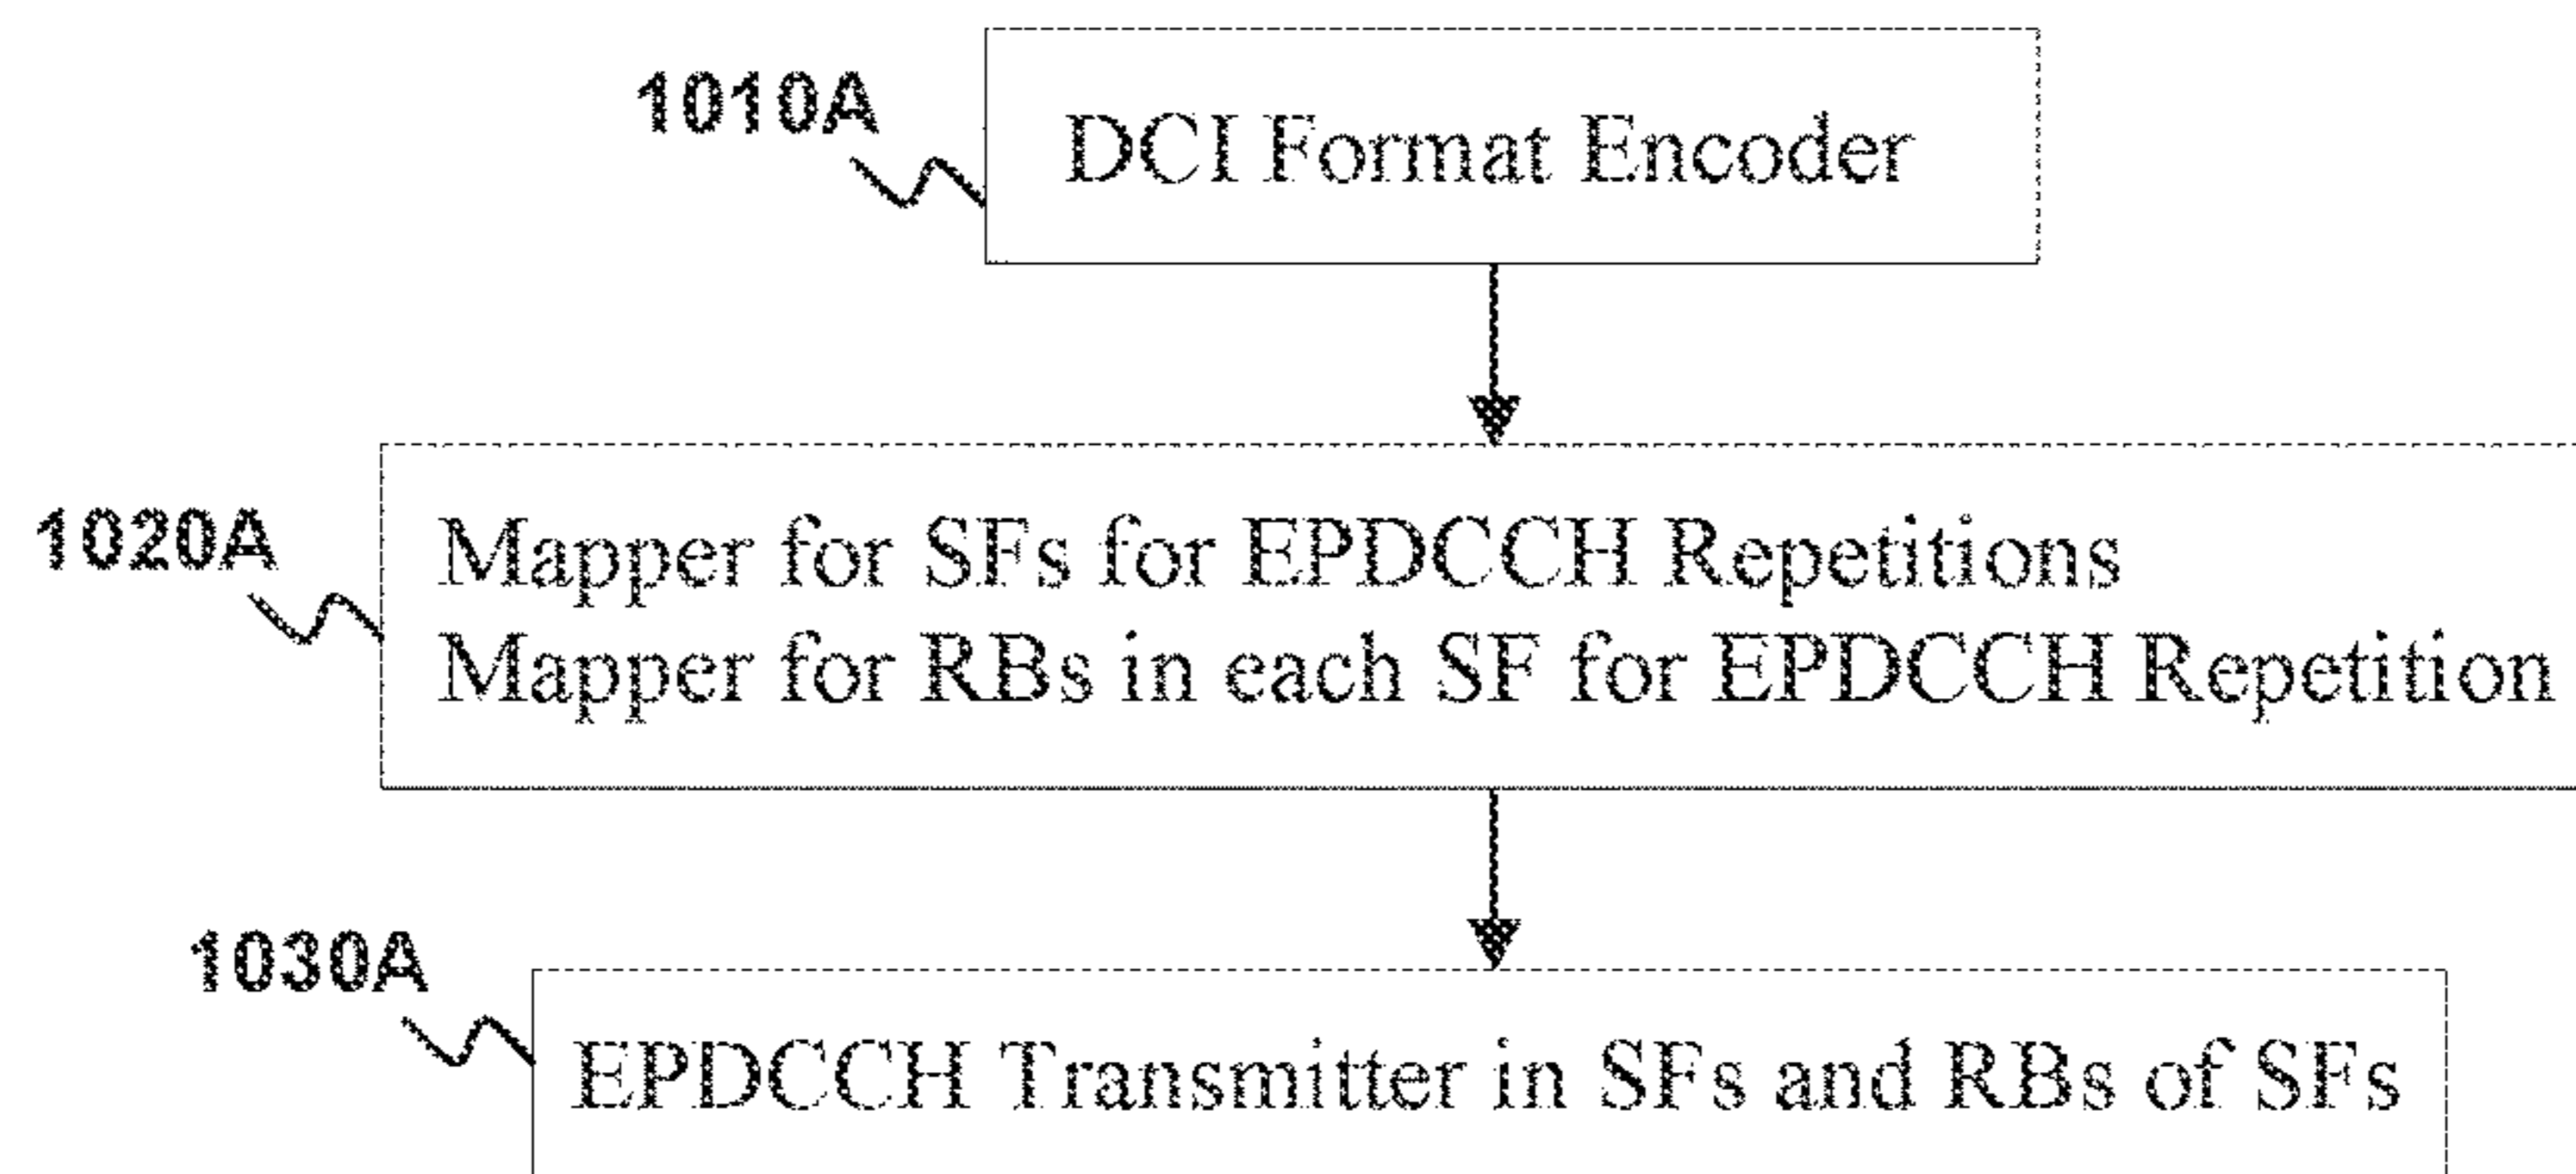 1010A
DCI Format Encoder
1020A
Mapper for SFs for EPDCCH Repetitions
Mapper for RBs in each SF for EPDCCH Repetition
1030A
EPDCCH Transmitter in SFs and RBs of SFs